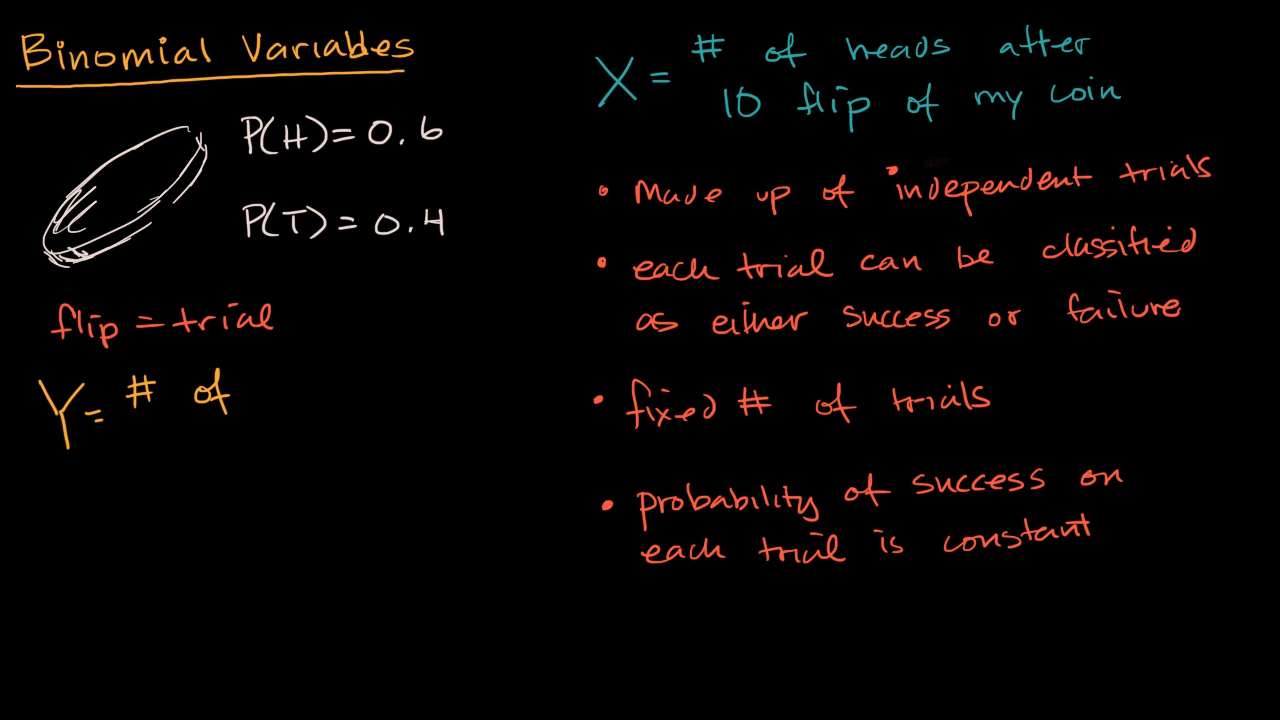 Binomial Variables
P(H)= 0.6
P(T)= 0.4
flip = trial
Y= # of
X = # of heads after
10 flip of my coin
• Made up of independent trials
• each trial can be classified
as either success or failure
• fixed # of trials
• probability of success on
each trial is constant